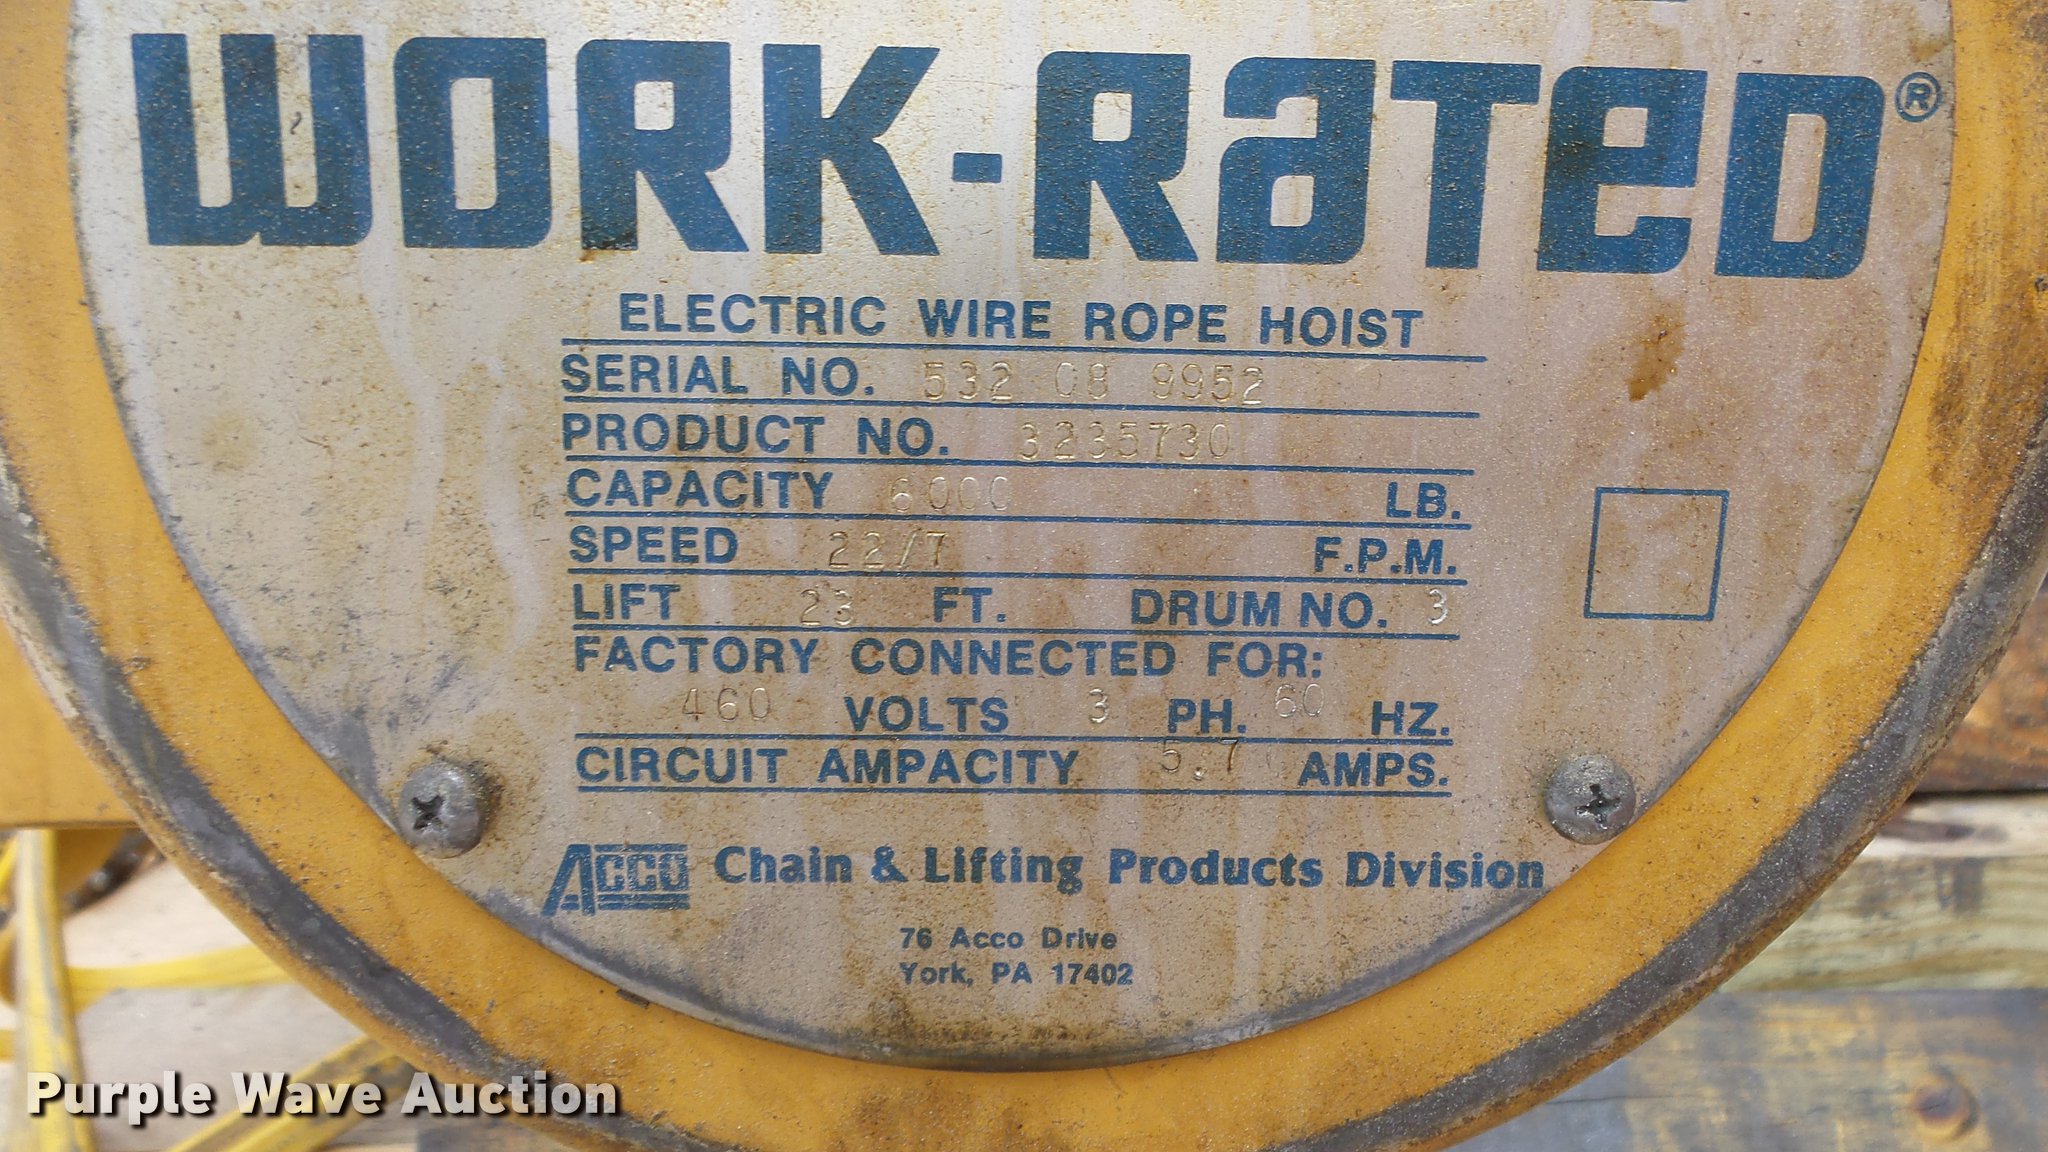 WORK-RATED®
ELECTRIC WIRE ROPE HOIST
SERIAL NO. 532 08 9952
PRODUCT NO. 3235730
CAPACITY 6000 LB.
SPEED 22/7 F.P.M.
LIFT 23 FT. DRUM NO. 3
FACTORY CONNECTED FOR:
460 VOLTS 3 PH. 60 HZ.
CIRCUIT AMPACITY 5.7 AMPS.
ACCO Chain & Lifting Products Division
76 Acco Drive
York, PA 17402
Purple Wave Auction